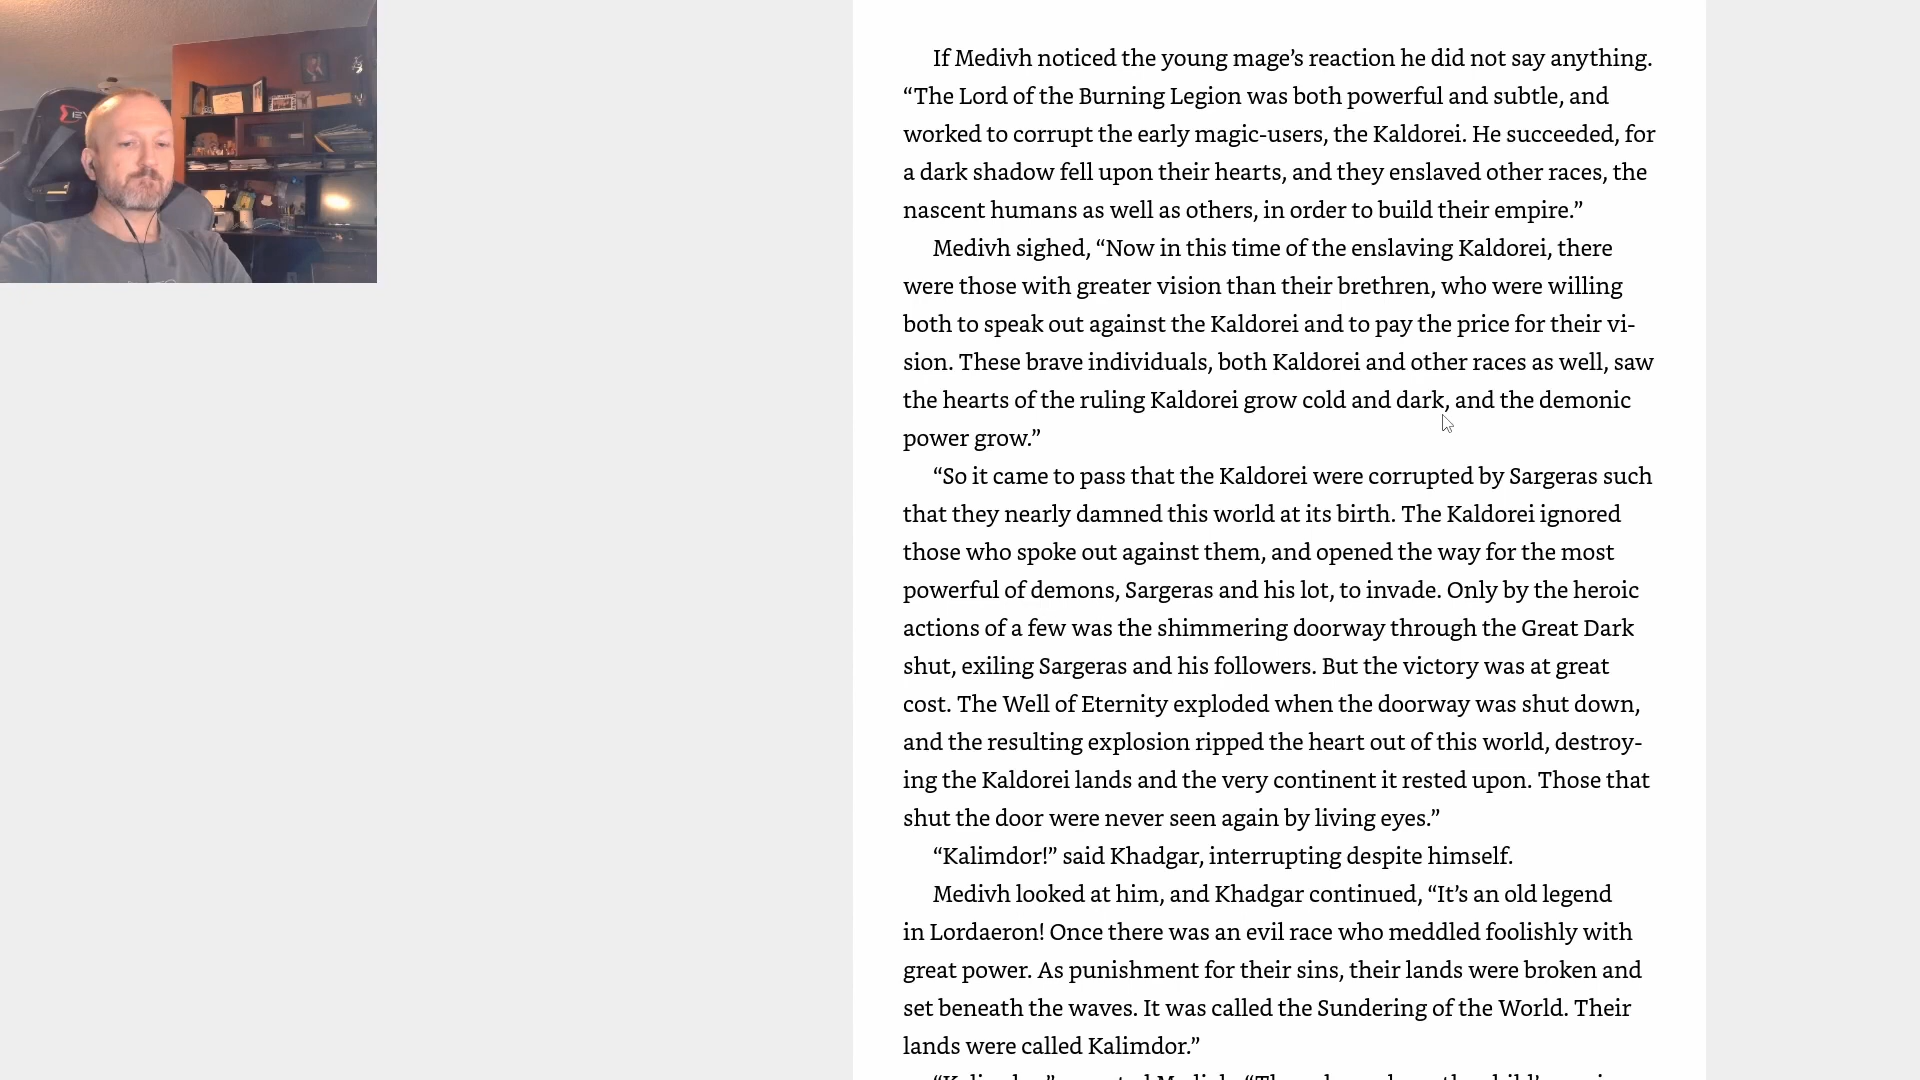 If Medivh noticed the young mage’s reaction he did not say anything.
“The Lord of the Burning Legion was both powerful and subtle, and
worked to corrupt the early magic-users, the Kaldorei. He succeeded, for
a dark shadow fell upon their hearts, and they enslaved other races, the
nascent humans as well as others, in order to build their empire.”
Medivh sighed, “Now in this time of the enslaving Kaldorei, there
were those with greater vision than their brethren, who were willing
both to speak out against the Kaldorei and to pay the price for their vi-
sion. These brave individuals, both Kaldorei and other races as well, saw
the hearts of the ruling Kaldorei grow cold and dark, and the demonic
power grow.”
“So it came to pass that the Kaldorei were corrupted by Sargeras such
that they nearly damned this world at its birth. The Kaldorei ignored
those who spoke out against them, and opened the way for the most
powerful of demons, Sargeras and his lot, to invade. Only by the heroic
actions of a few was the shimmering doorway through the Great Dark
shut, exiling Sargeras and his followers. But the victory was at great
cost. The Well of Eternity exploded when the doorway was shut down,
and the resulting explosion ripped the heart out of this world, destroy-
ing the Kaldorei lands and the very continent it rested upon. Those that
shut the door were never seen again by living eyes.”
“Kalimdor!” said Khadgar, interrupting despite himself.
Medivh looked at him, and Khadgar continued, “It’s an old legend
in Lordaeron! Once there was an evil race who meddled foolishly with
great power. As punishment for their sins, their lands were broken and
set beneath the waves. It was called the Sundering of the World. Their
lands were called Kalimdor.”